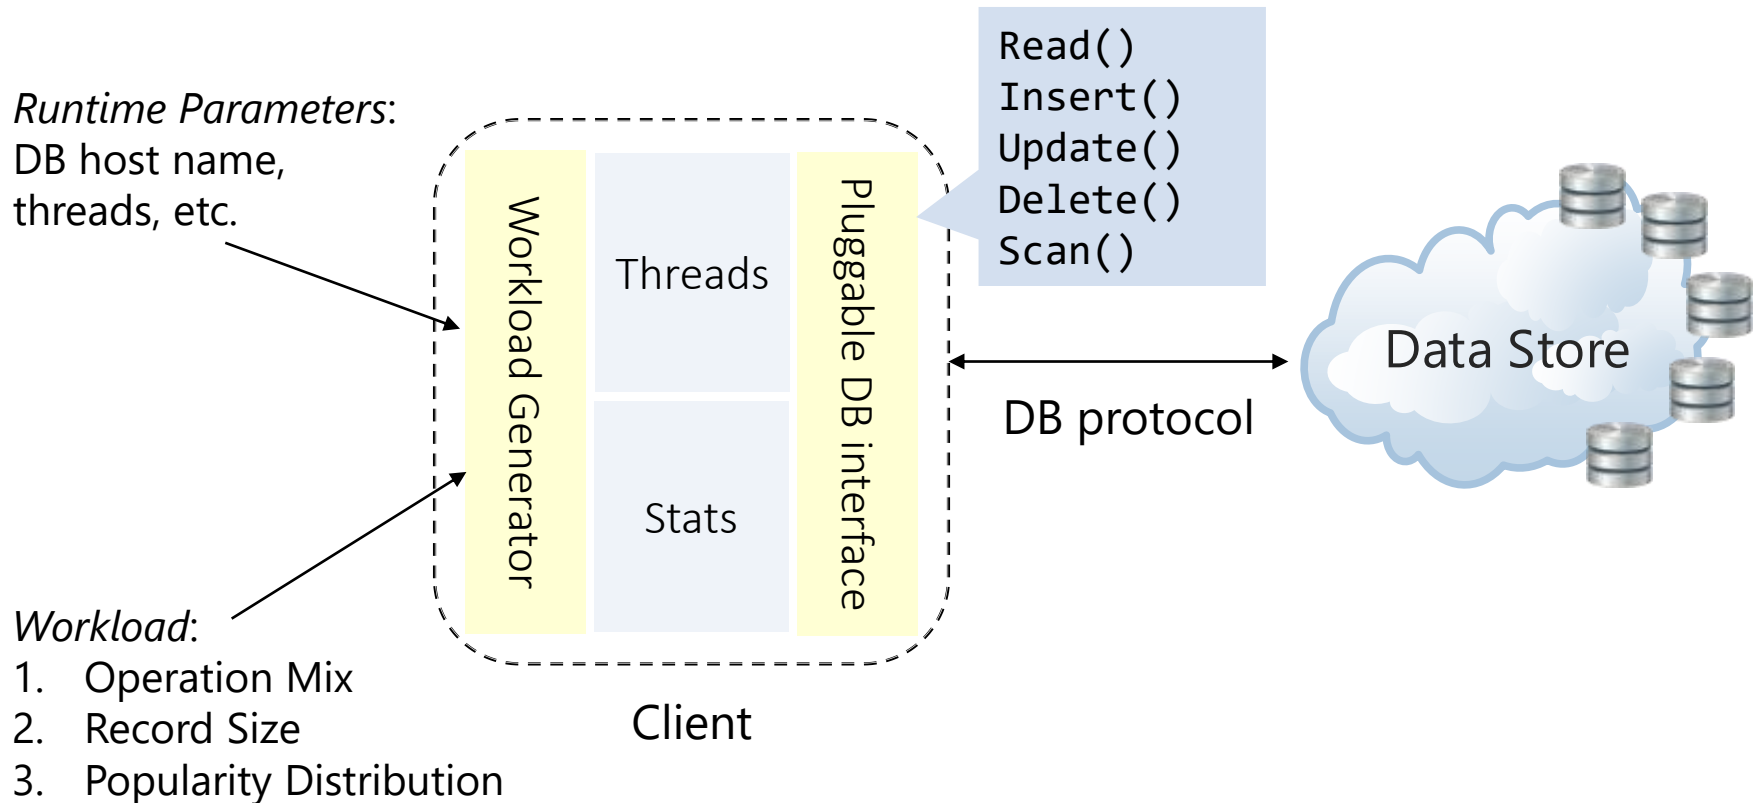 Runtime Parameters:
DB host name,
threads, etc.
Workload:
1. Operation Mix
2. Record Size
3. Popularity Distribution
Workload Generator
Threads
Stats
Pluggable DB interface
Client
Read()
Insert()
Update()
Delete()
Scan()
DB protocol
Data Store